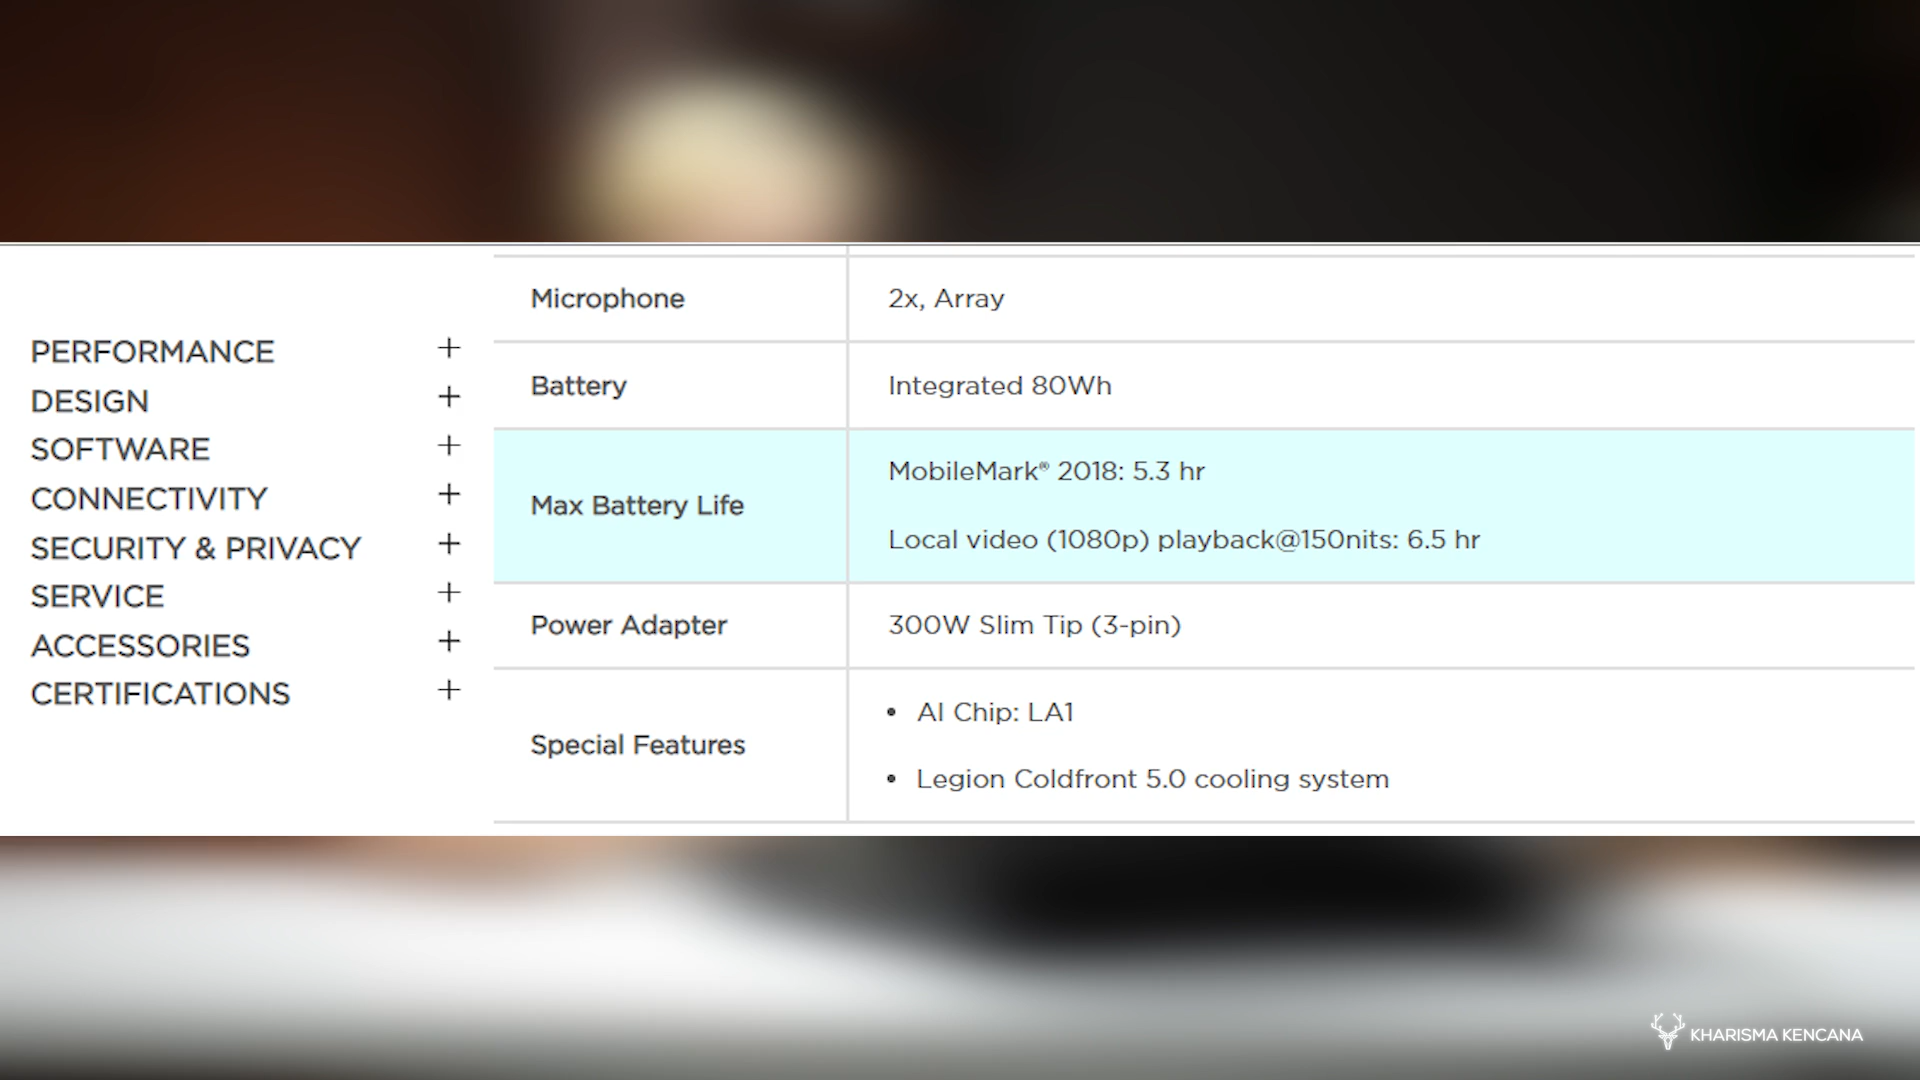 PERFORMANCE +
DESIGN +
SOFTWARE +
CONNECTIVITY +
SECURITY & PRIVACY +
SERVICE +
ACCESSORIES +
CERTIFICATIONS +
Microphone 2x, Array
Battery Integrated 80Wh
Max Battery Life
MobileMark® 2018: 5.3 hr
Local video (1080p) playback@150nits: 6.5 hr
Power Adapter 300W Slim Tip (3-pin)
Special Features
• AI Chip: LA1
• Legion Coldfront 5.0 cooling system
KHARISMA KENCANA